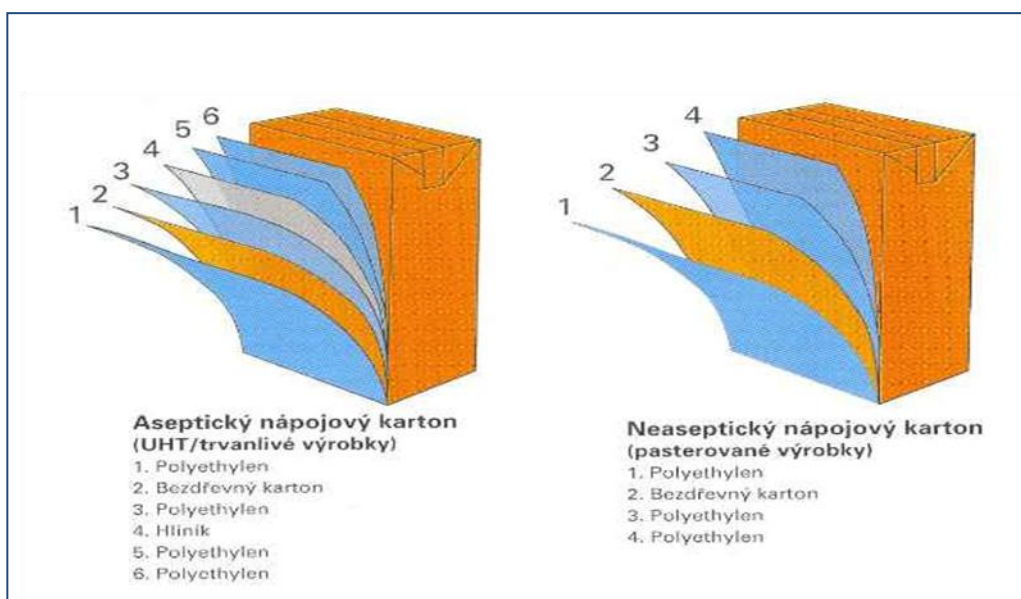 6
5
4
3
2
1
Aseptický nápojový karton
(UHT/trvanlivé výrobky)
1. Polyethylen
2. Bezdřevný karton
3. Polyethylen
4. Hliník
5. Polyethylen
6. Polyethylen
4
3
2
1
Neaseptický nápojový karton
(pasterované výrobky)
1. Polyethylen
2. Bezdřevný karton
3. Polyethylen
4. Polyethylen